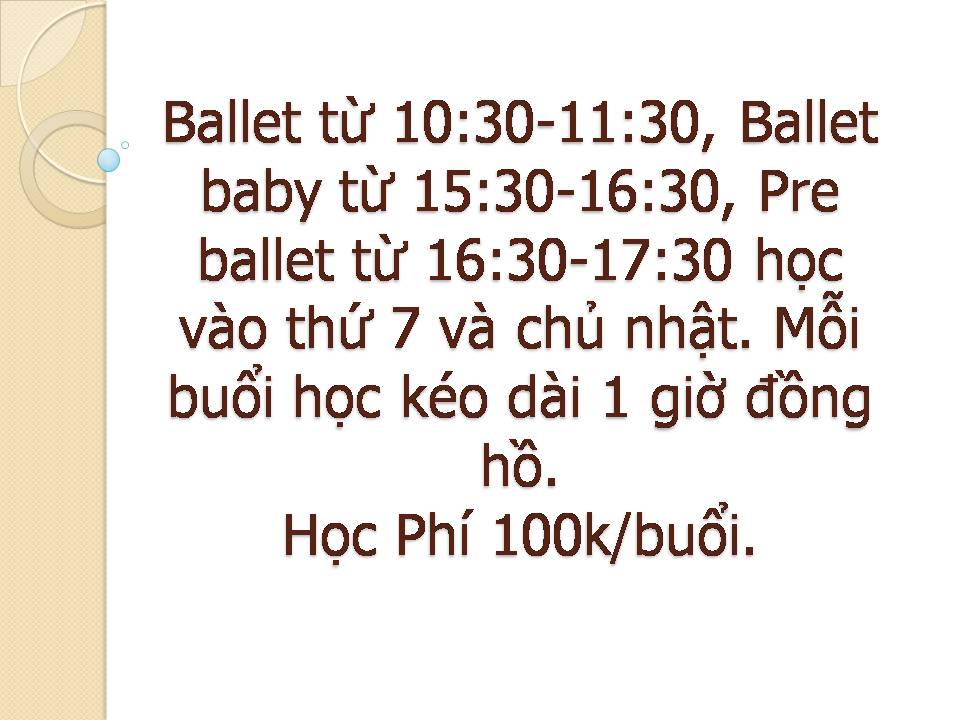 Ballet từ 10:30-11:30, Ballet
baby từ 15:30-16:30, Pre
ballet từ 16:30-17:30 học
vào thứ 7 và chủ nhật. Mỗi
buổi học kéo dài 1 giờ đồng
hồ.
Học Phí 100k/buổi.